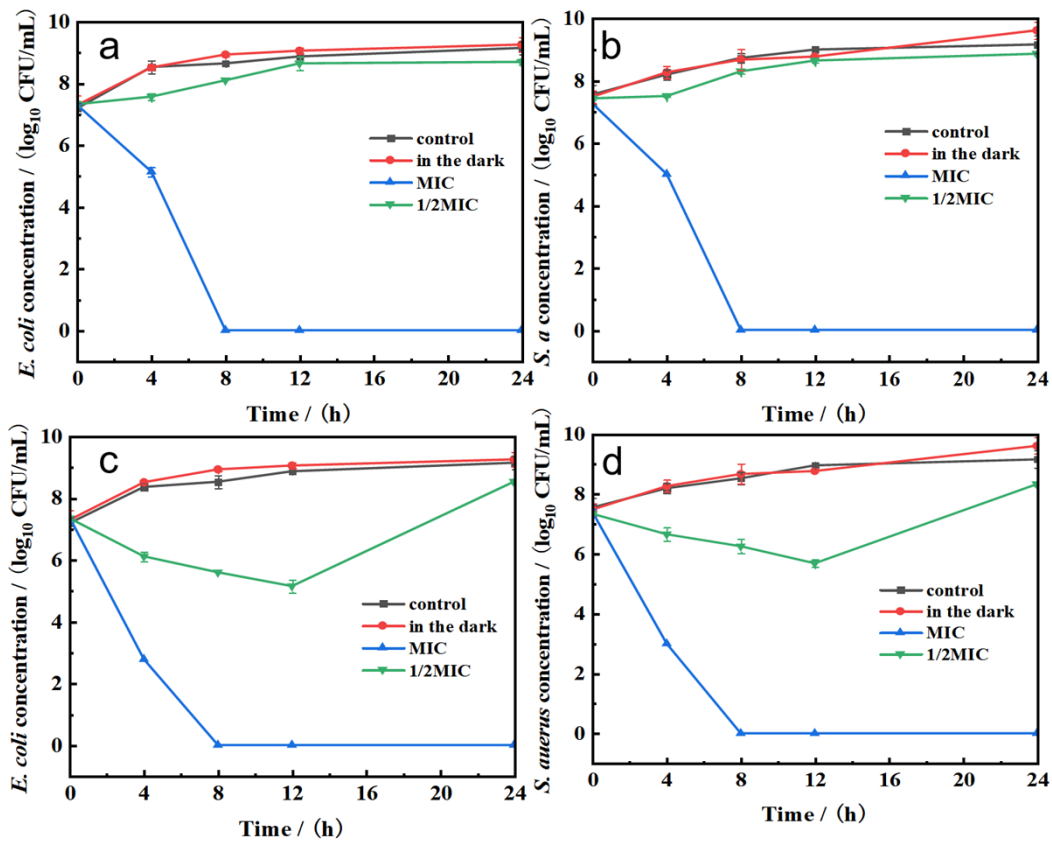 a
E. coli concentration / (log10 CFU/mL)
10
8
6
4
2
0
control
in the dark
MIC
1/2MIC
0 4 8 12 16 20 24
Time / (h)
b
S. a concentration / (log10 CFU/mL)
10
8
6
4
2
0
control
in the dark
MIC
1/2MIC
0 4 8 12 16 20 24
Time / (h)
c
E. coli concentration / (log10 CFU/mL)
10
8
6
4
2
0
control
in the dark
MIC
1/2MIC
0 4 8 12 16 20 24
Time / (h)
d
S. auerus concentration / (log10 CFU/mL)
10
8
6
4
2
0
control
in the dark
MIC
1/2MIC
0 4 8 12 16 20 24
Time / (h)